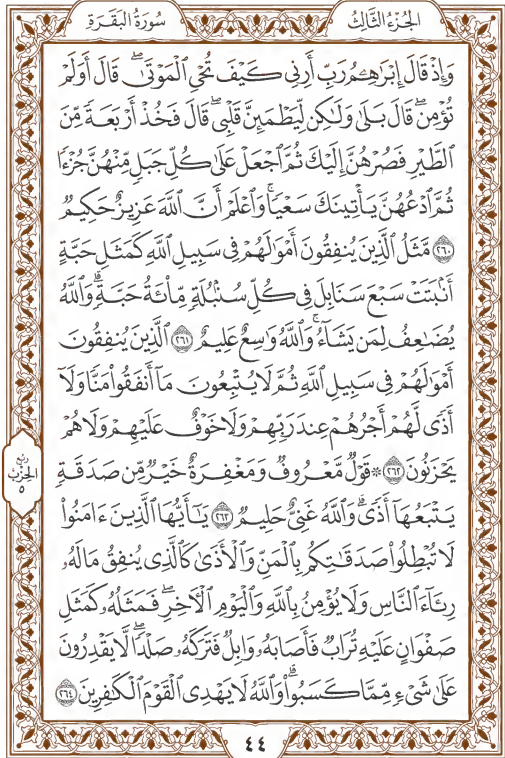 الجزء الثالث
سورة البقرة
وَإِذْ قَالَ إِبْرَٰهِـۧمُ رَبِّ أَرِنِى كَيْفَ تُحْىِ ٱلْمَوْتَىٰ ۖ قَالَ أَوَلَمْ
تُؤْمِن ۖ قَالَ بَلَىٰ وَلَٰكِن لِّيَطْمَئِنَّ قَلْبِى ۖ قَالَ فَخُذْ أَرْبَعَةً مِّنَ
ٱلطَّيْرِ فَصُرْهُنَّ إِلَيْكَ ثُمَّ ٱجْعَلْ عَلَىٰ كُلِّ جَبَلٍ مِّنْهُنَّ جُزْءًا
ثُمَّ ٱدْعُهُنَّ يَأْتِينَكَ سَعْيًا ۚ وَٱعْلَمْ أَنَّ ٱللَّهَ عَزِيزٌ حَكِيمٌ
٢٦٠ مَّثَلُ ٱلَّذِينَ يُنفِقُونَ أَمْوَٰلَهُمْ فِى سَبِيلِ ٱللَّهِ كَمَثَلِ حَبَّةٍ
أَنۢبَتَتْ سَبْعَ سَنَابِلَ فِى كُلِّ سُنۢبُلَةٍ مِّا۟ئَةُ حَبَّةٍ ۗ وَٱللَّهُ
يُضَٰعِفُ لِمَن يَشَآءُ ۗ وَٱللَّهُ وَٰسِعٌ عَلِيمٌ ٢٦١ ٱلَّذِينَ يُنفِقُونَ
أَمْوَٰلَهُمْ فِى سَبِيلِ ٱللَّهِ ثُمَّ لَا يُتْبِعُونَ مَآ أَنفَقُوا۟ مَنًّا وَلَآ
أَذًى ۙ لَّهُمْ أَجْرُهُمْ عِندَ رَبِّهِمْ وَلَا خَوْفٌ عَلَيْهِمْ وَلَا هُمْ
يَحْزَنُونَ ٢٦٢ ۞ قَوْلٌ مَّعْرُوفٌ وَمَغْفِرَةٌ خَيْرٌ مِّن صَدَقَةٍ
ربع
الحزب
٥
يَتْبَعُهَآ أَذًى ۗ وَٱللَّهُ غَنِىٌّ حَلِيمٌ ٢٦٣ يَٰٓأَيُّهَا ٱلَّذِينَ ءَامَنُوا۟
لَا تُبْطِلُوا۟ صَدَقَٰتِكُم بِٱلْمَنِّ وَٱلْأَذَىٰ كَٱلَّذِى يُنفِقُ مَالَهُۥ
رِئَآءَ ٱلنَّاسِ وَلَا يُؤْمِنُ بِٱللَّهِ وَٱلْيَوْمِ ٱلْءَاخِرِ ۖ فَمَثَلُهُۥ كَمَثَلِ
صَفْوَانٍ عَلَيْهِ تُرَابٌ فَأَصَابَهُۥ وَابِلٌ فَتَرَكَهُۥ صَلْدًا ۖ لَّا يَقْدِرُونَ
عَلَىٰ شَىْءٍ مِّمَّا كَسَبُوا۟ ۗ وَٱللَّهُ لَا يَهْدِى ٱلْقَوْمَ ٱلْكَٰفِرِينَ ٢٦٤
٤٤